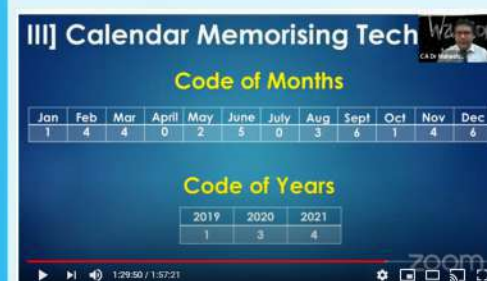 III] Calendar Memorising Tech
Code of Months
Jan Feb Mar April May June July Aug Sept Oct Nov Dec
1 4 4 0 2 5 0 3 6 1 4 6
Code of Years
2019 2020 2021
1 3 4
zoom
1:29:50 / 1:57:21